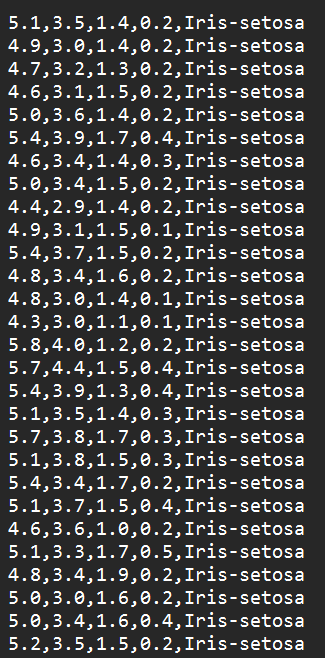 5.1,3.5,1.4,0.2,Iris-setosa
4.9,3.0,1.4,0.2,Iris-setosa
4.7,3.2,1.3,0.2,Iris-setosa
4.6,3.1,1.5,0.2,Iris-setosa
5.0,3.6,1.4,0.2,Iris-setosa
5.4,3.9,1.7,0.4,Iris-setosa
4.6,3.4,1.4,0.3,Iris-setosa
5.0,3.4,1.5,0.2,Iris-setosa
4.4,2.9,1.4,0.2,Iris-setosa
4.9,3.1,1.5,0.1,Iris-setosa
5.4,3.7,1.5,0.2,Iris-setosa
4.8,3.4,1.6,0.2,Iris-setosa
4.8,3.0,1.4,0.1,Iris-setosa
4.3,3.0,1.1,0.1,Iris-setosa
5.8,4.0,1.2,0.2,Iris-setosa
5.7,4.4,1.5,0.4,Iris-setosa
5.4,3.9,1.3,0.4,Iris-setosa
5.1,3.5,1.4,0.3,Iris-setosa
5.7,3.8,1.7,0.3,Iris-setosa
5.1,3.8,1.5,0.3,Iris-setosa
5.4,3.4,1.7,0.2,Iris-setosa
5.1,3.7,1.5,0.4,Iris-setosa
4.6,3.6,1.0,0.2,Iris-setosa
5.1,3.3,1.7,0.5,Iris-setosa
4.8,3.4,1.9,0.2,Iris-setosa
5.0,3.0,1.6,0.2,Iris-setosa
5.0,3.4,1.6,0.4,Iris-setosa
5.2,3.5,1.5,0.2,Iris-setosa